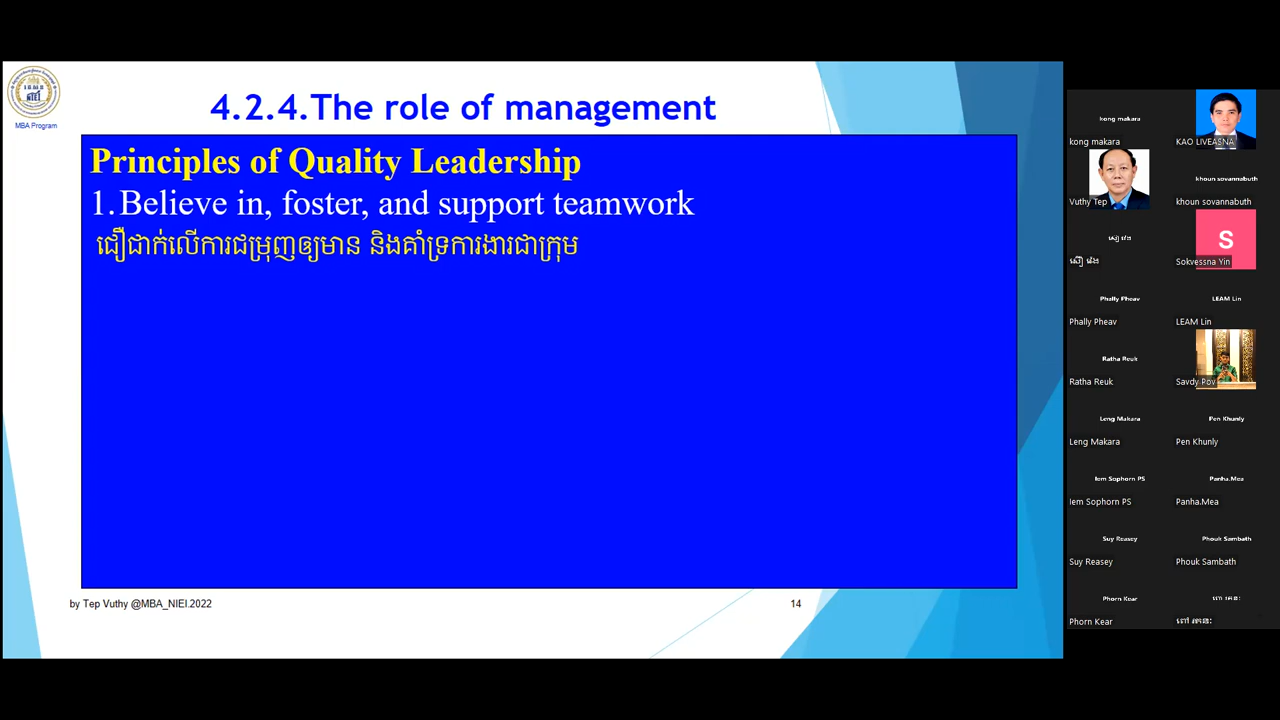 NIEI
MBA Program
4.2.4.The role of management
Principles of Quality Leadership
1.Believe in, foster, and support teamwork
ជឿជាក់លើការជម្រុញឲ្យមាន និងគាំទ្រការងារជាក្រុម
by Tep Vuthy @MBA_NIEI.2022
14
kong makara
kong makara
KAO LIVEASNA
Vuthy Tep
khoun sovannabuth
khoun sovannabuth
S
Sokvessna Yin
Phally Pheav
Phally Pheav
LEAM Lin
LEAM Lin
Ratha Reuk
Ratha Reuk
Savdy Pov
Leng Makara
Leng Makara
Pen Khunly
Pen Khunly
Iem Sophorn PS
Iem Sophorn PS
Panha.Mea
Panha.Mea
Suy Reasey
Suy Reasey
Phouk Sambath
Phouk Sambath
Phorn Kear
Phorn Kear